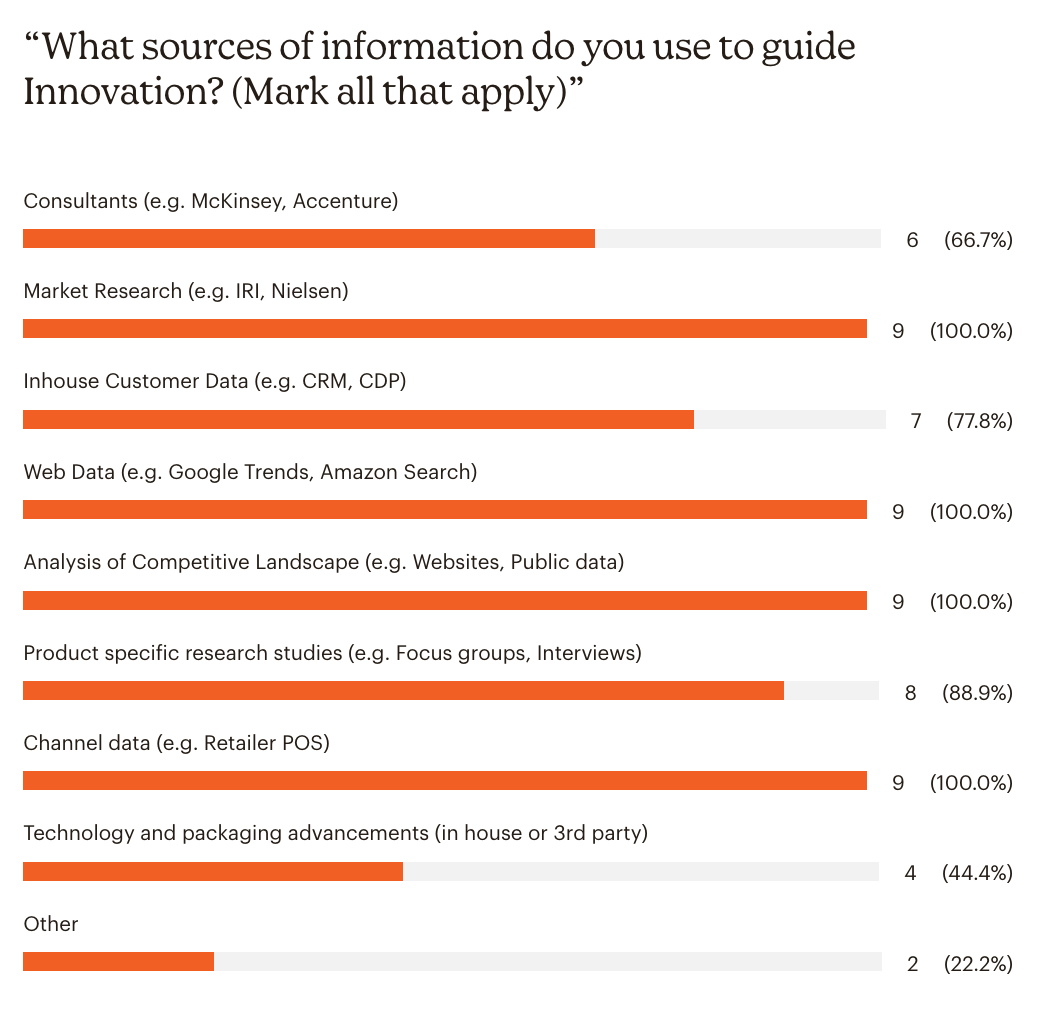 “What sources of information do you use to guide
Innovation? (Mark all that apply)”
Consultants (e.g. McKinsey, Accenture)
6 (66.7%)
Market Research (e.g. IRI, Nielsen)
9 (100.0%)
Inhouse Customer Data (e.g. CRM, CDP)
7 (77.8%)
Web Data (e.g. Google Trends, Amazon Search)
9 (100.0%)
Analysis of Competitive Landscape (e.g. Websites, Public data)
9 (100.0%)
Product specific research studies (e.g. Focus groups, Interviews)
8 (88.9%)
Channel data (e.g. Retailer POS)
9 (100.0%)
Technology and packaging advancements (in house or 3rd party)
4 (44.4%)
Other
2 (22.2%)